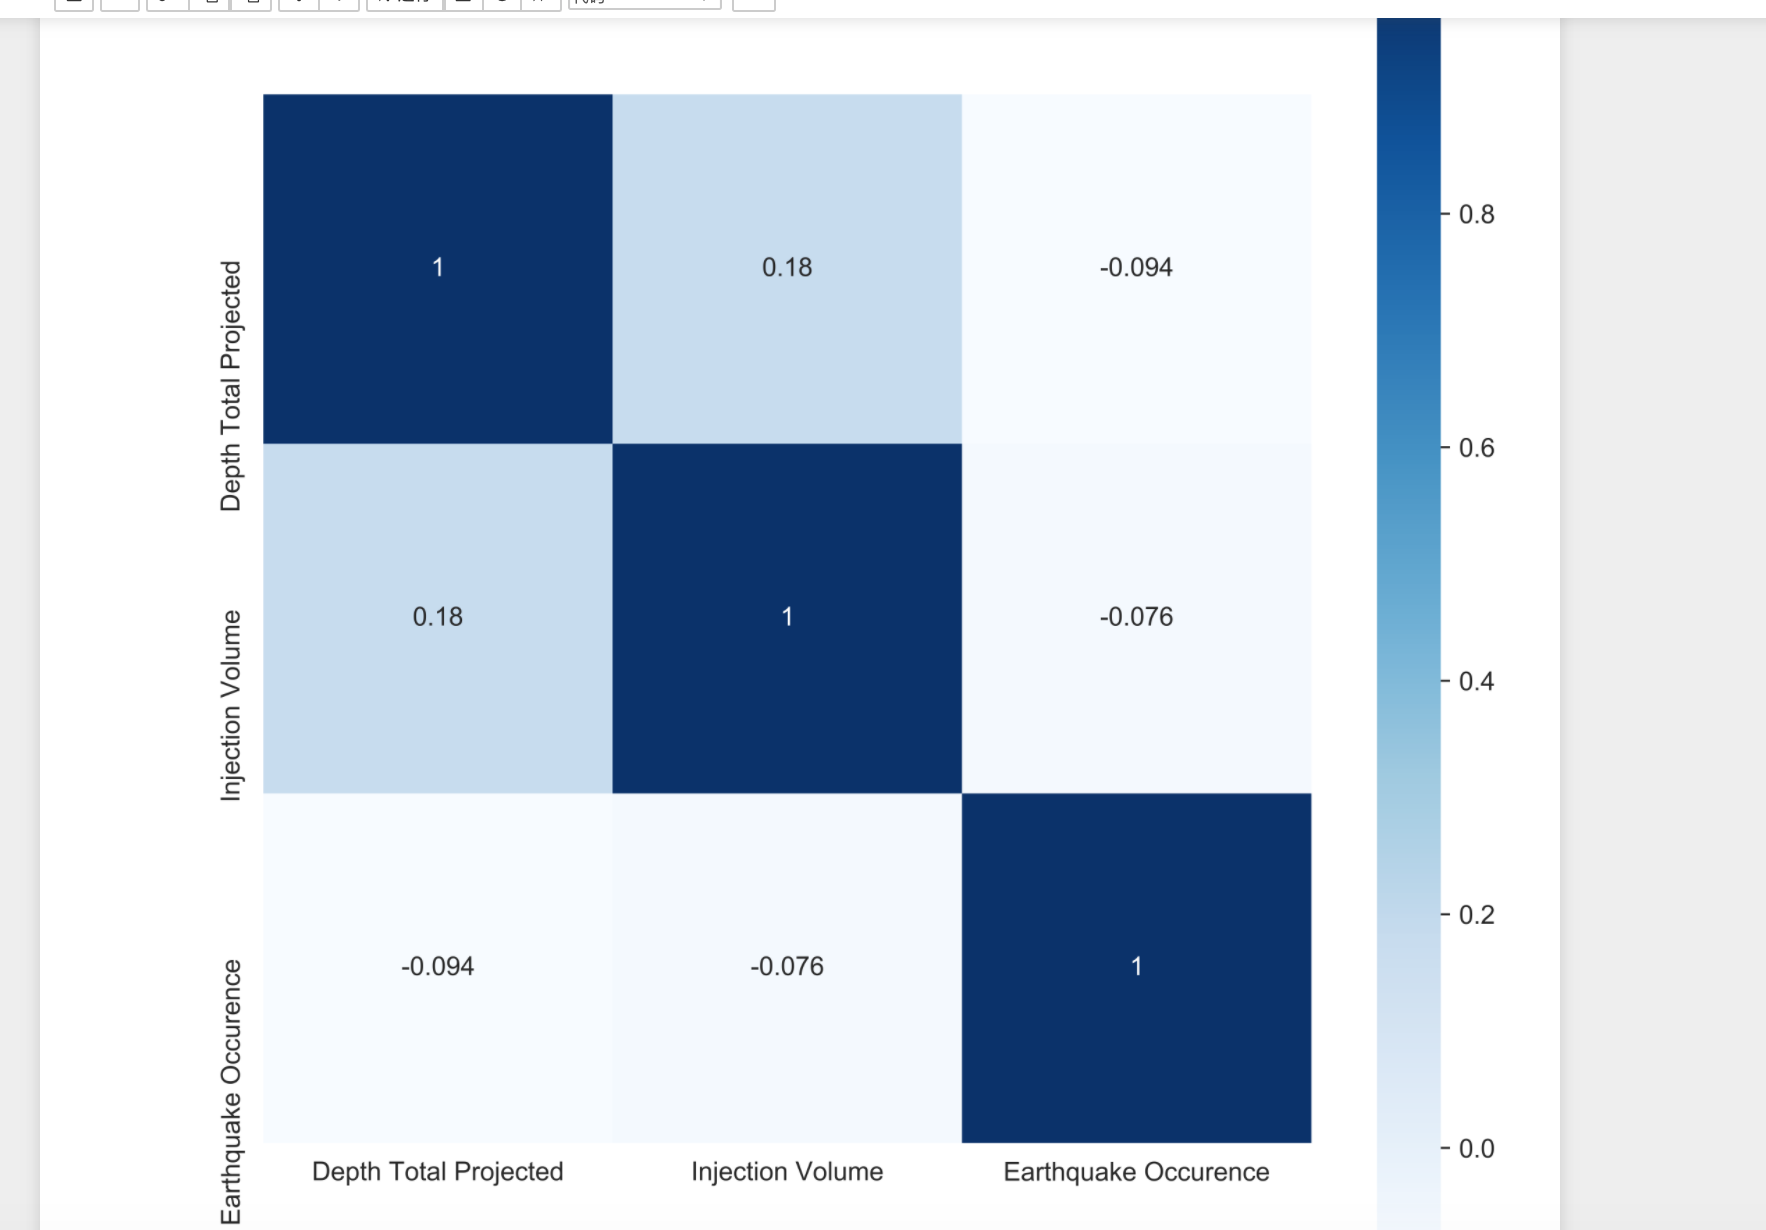 1
0.18
-0.094
0.8
Depth Total Projected
0.6
0.18
1
-0.076
0.4
Injection Volume
0.2
-0.094
-0.076
1
Earthquake Occurence
0.0
Depth Total Projected
Injection Volume
Earthquake Occurence